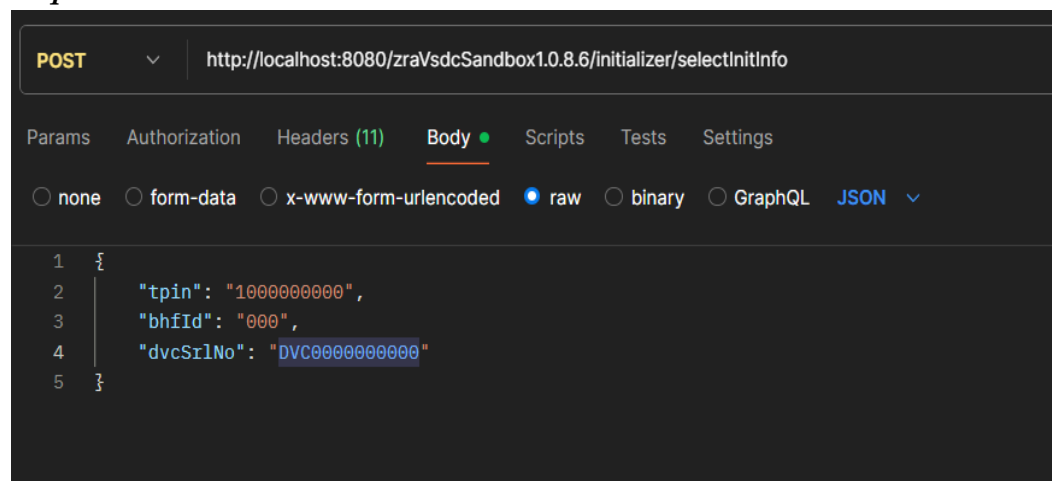 POST http://localhost:8080/zraVsdcSandbox1.0.8.6/initializer/selectInitInfo
Params Authorization Headers (11) Body Scripts Tests Settings
none form-data x-www-form-urlencoded raw binary GraphQL JSON
1 {
2 "tpin": "1000000000",
3 "bhfId": "000",
4 "dvcSrlNo": "DVC0000000000"
5 }